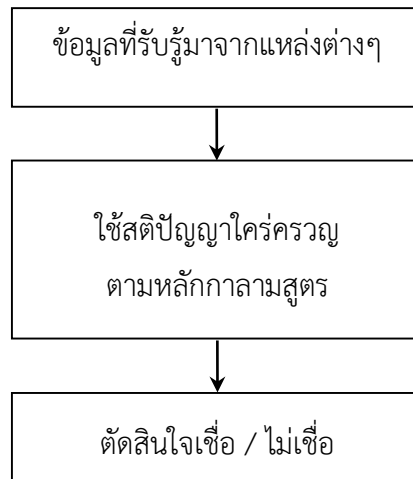 ข้อมูลที่รับรู้มาจากแหล่งต่างๆ
ใช้สติปัญญาใคร่ครวญ
ตามหลักกาลามสูตร
ตัดสินใจเชื่อ / ไม่เชื่อ